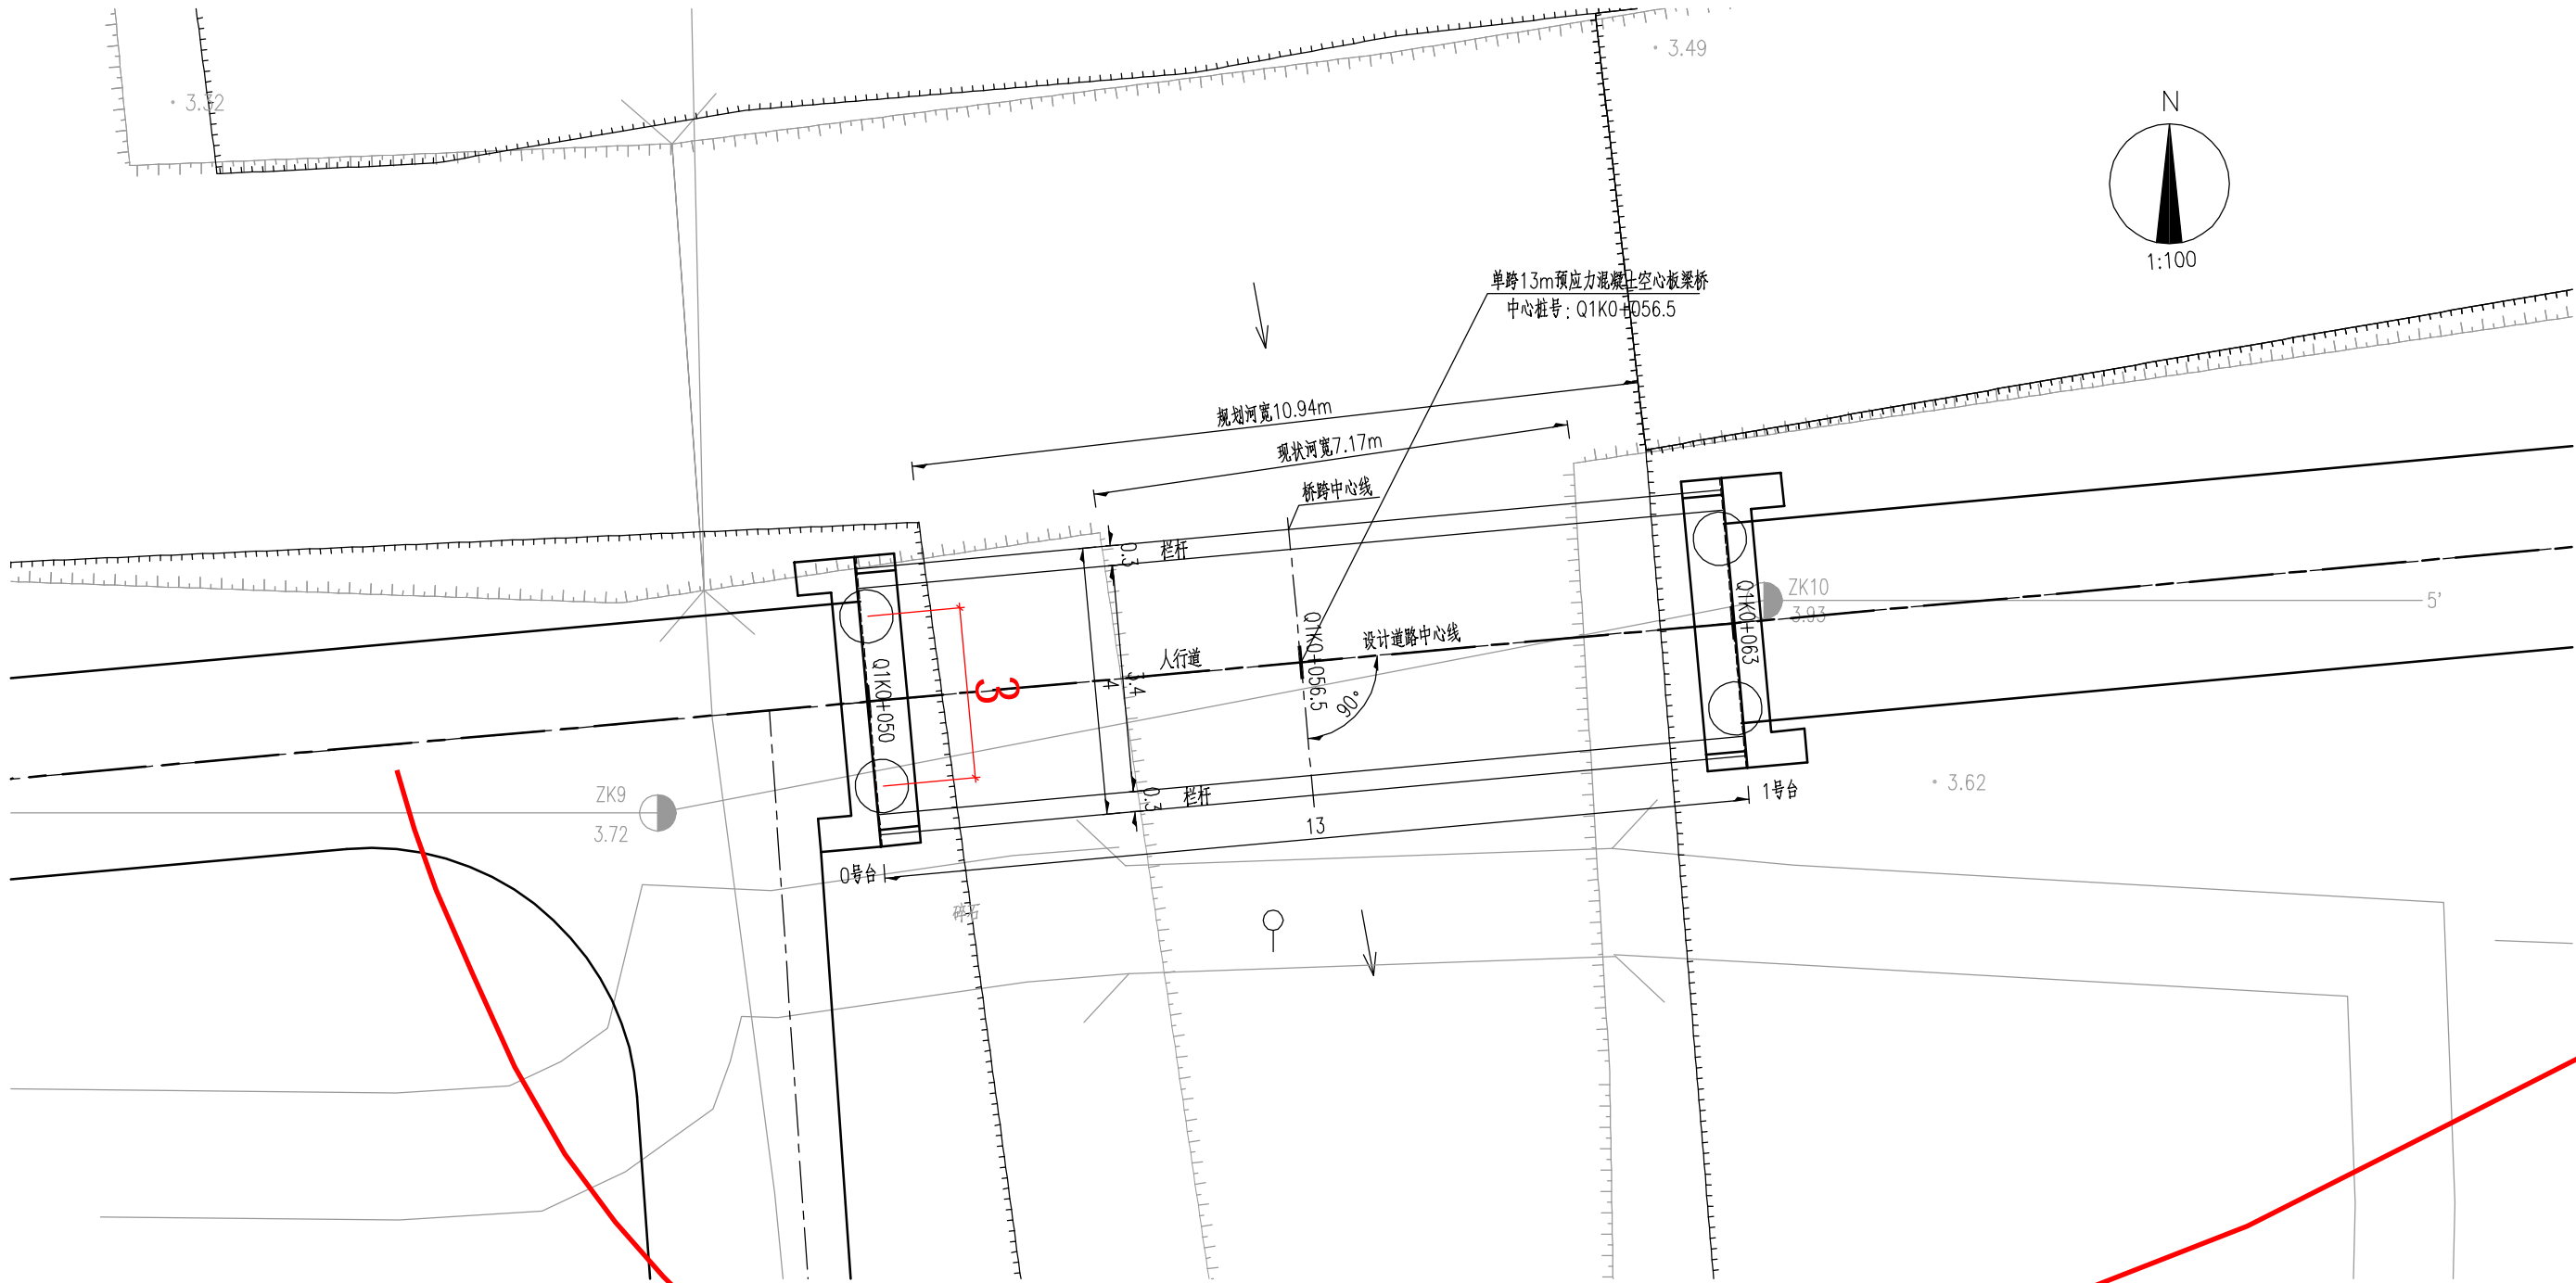 3.49
3.32
N
1:100
单跨13m预应力混凝土空心板梁桥
中心桩号：Q1K0+056.5
规划河宽10.94m
现状河宽7.17m
桥跨中心线
0.3
栏杆
ZK10
3.93
5'
Q1K0+063
Q1K0+056.5
设计道路中心线
人行道
Q1K0+050
3
4
3.4
90°
ZK9
3.72
0.3
栏杆
3.62
1号台
13
0号台
碎石